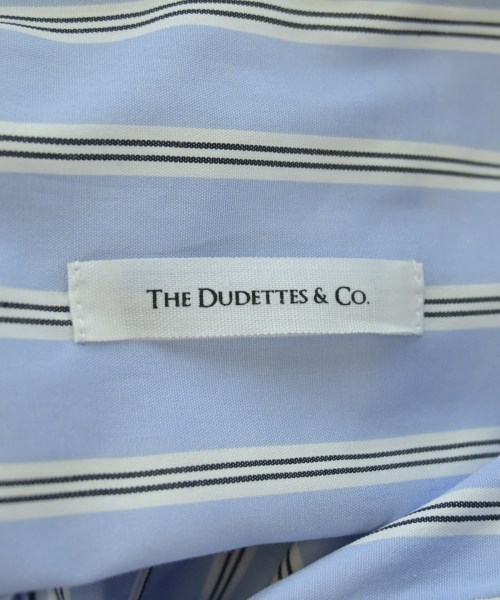 THE DUDETTES & CO.